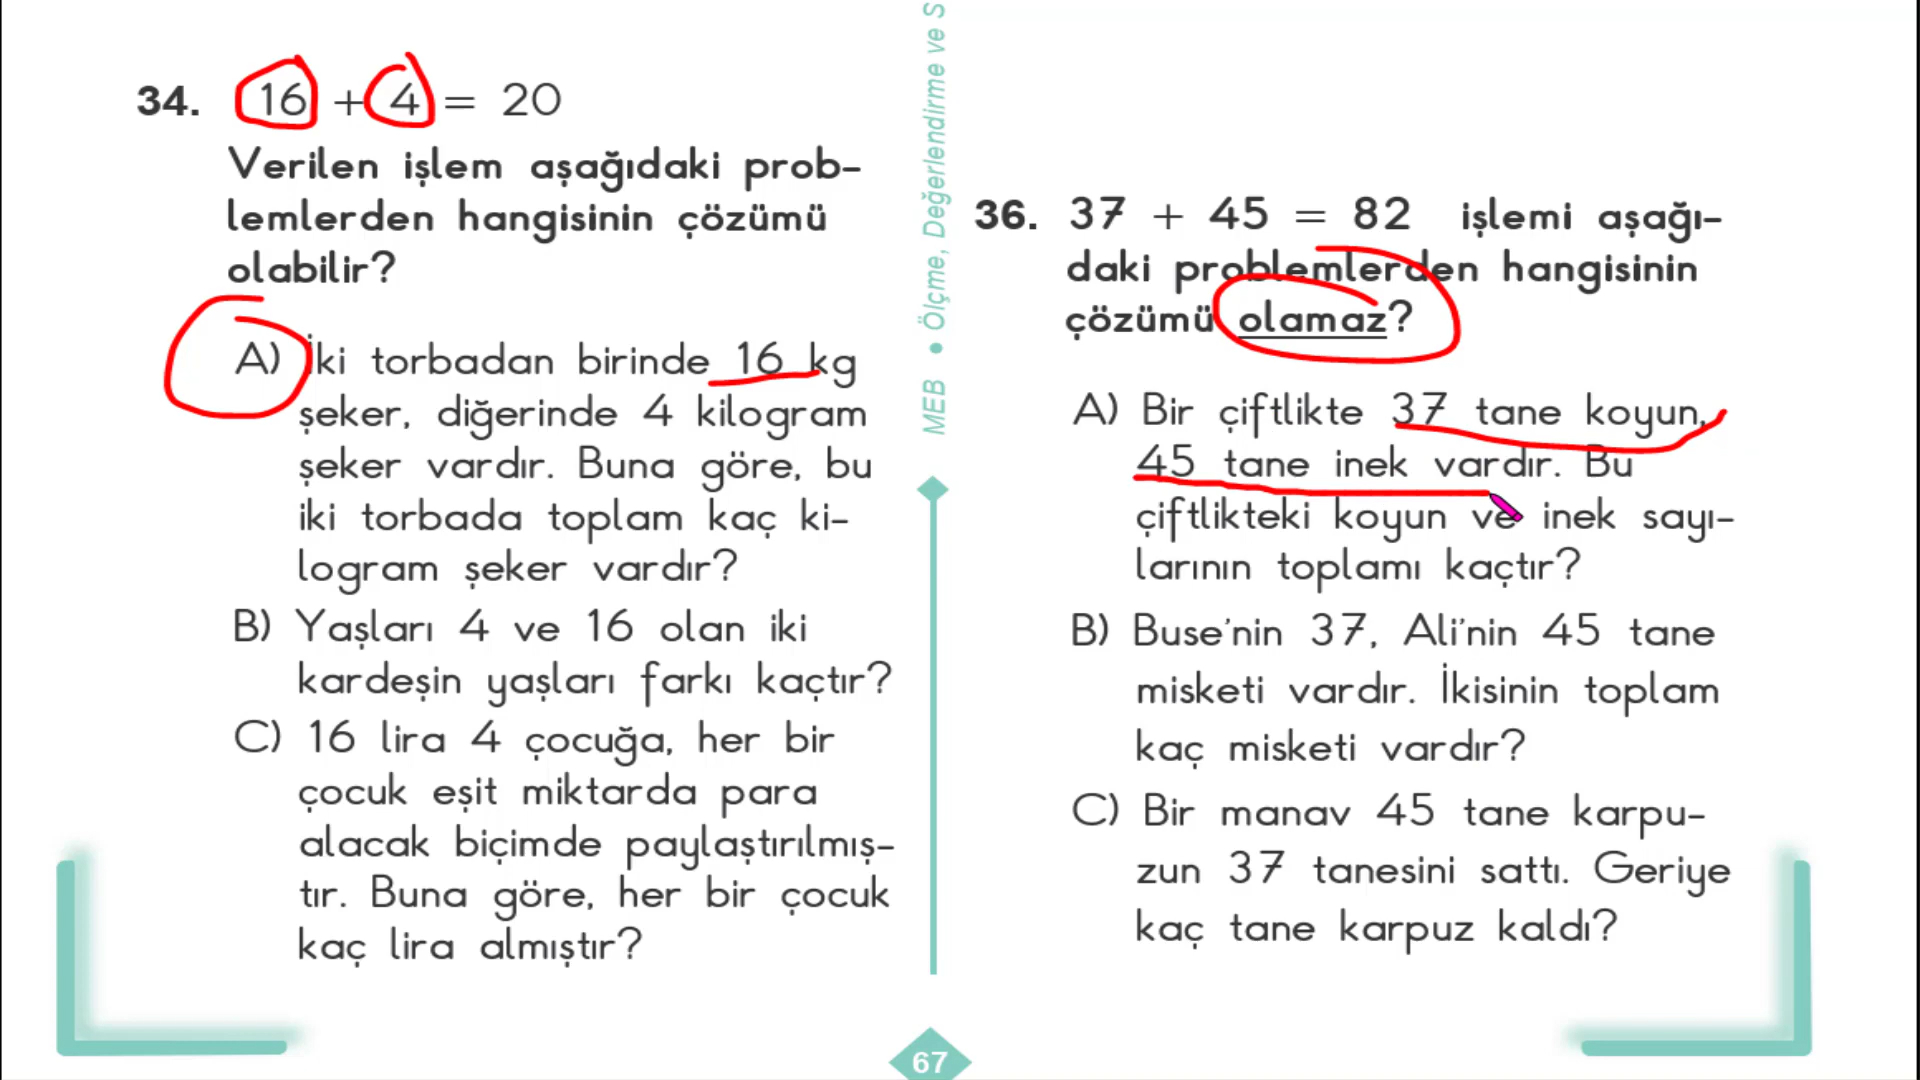 34. 16 + 4 = 20
Verilen işlem aşağıdaki prob-
lemlerden hangisinin çözümü
olabilir?
A) İki torbadan birinde 16 kg
şeker, diğerinde 4 kilogram
şeker vardır. Buna göre, bu
iki torbada toplam kaç ki-
logram şeker vardır?
B) Yaşları 4 ve 16 olan iki
kardeşin yaşları farkı kaçtır?
C) 16 lira 4 çocuğa, her bir
çocuk eşit miktarda para
alacak biçimde paylaştırılmış-
tır. Buna göre, her bir çocuk
kaç lira almıştır?
MEB • Ölçme, Değerlendirme ve S
36. 37 + 45 = 82 işlemi aşağı-
daki problemlerden hangisinin
çözümü olamaz?
A) Bir çiftlikte 37 tane koyun,
45 tane inek vardır. Bu
çiftlikteki koyun ve inek sayı-
larının toplamı kaçtır?
B) Buse'nin 37, Ali'nin 45 tane
misketi vardır. İkisinin toplam
kaç misketi vardır?
C) Bir manav 45 tane karpu-
zun 37 tanesini sattı. Geriye
kaç tane karpuz kaldı?
67